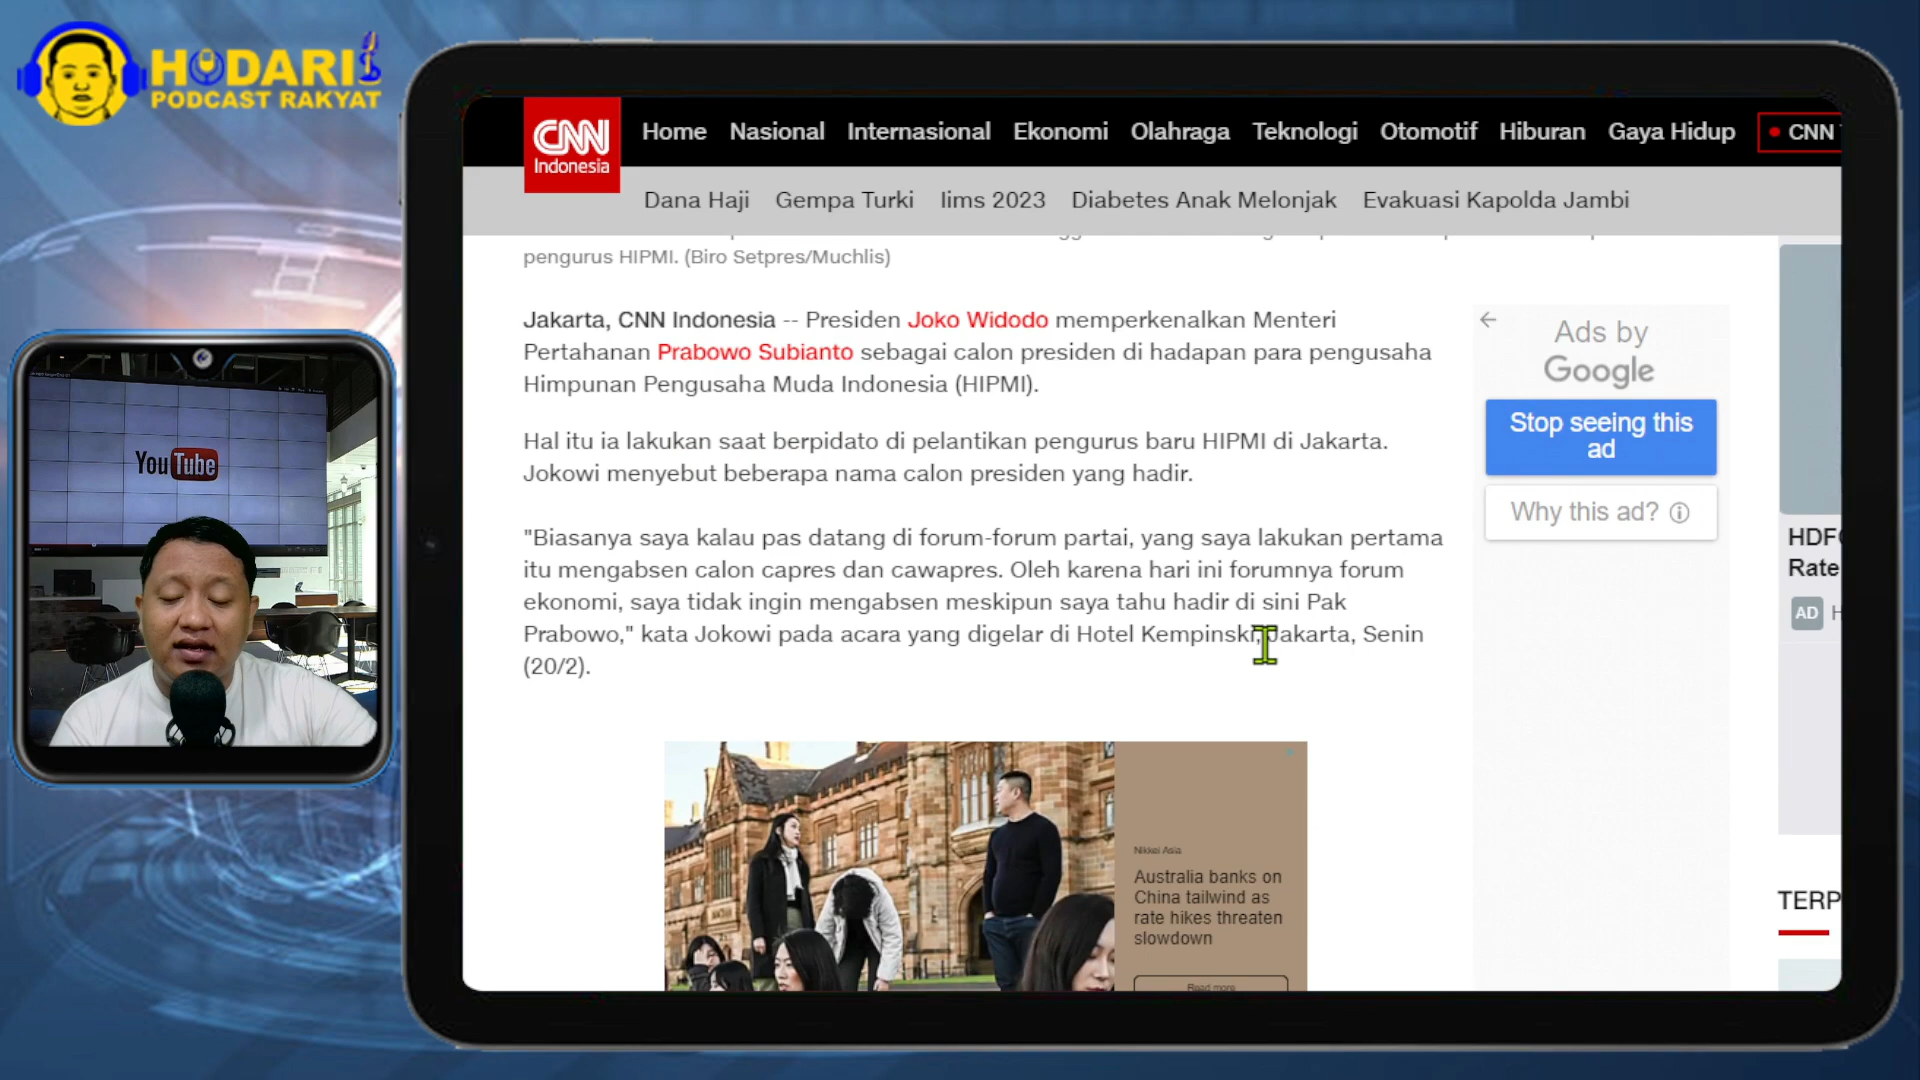 HODARI
PODCAST RAKYAT
CNN
Indonesia
Home Nasional Internasional Ekonomi Olahraga Teknologi Otomotif Hiburan Gaya Hidup CNN
Dana Haji Gempa Turki Iims 2023 Diabetes Anak Melonjak Evakuasi Kapolda Jambi
pengurus HIPMI. (Biro Setpres/Muchlis)
Jakarta, CNN Indonesia -- Presiden Joko Widodo memperkenalkan Menteri
Pertahanan Prabowo Subianto sebagai calon presiden di hadapan para pengusaha
Himpunan Pengusaha Muda Indonesia (HIPMI).
Hal itu ia lakukan saat berpidato di pelantikan pengurus baru HIPMI di Jakarta.
Jokowi menyebut beberapa nama calon presiden yang hadir.
"Biasanya saya kalau pas datang di forum-forum partai, yang saya lakukan pertama
itu mengabsen calon capres dan cawapres. Oleh karena hari ini forumnya forum
ekonomi, saya tidak ingin mengabsen meskipun saya tahu hadir di sini Pak
Prabowo," kata Jokowi pada acara yang digelar di Hotel Kempinski, Jakarta, Senin
(20/2).
Ads by
Google
Stop seeing this
ad
Why this ad?
HDFC
Rate
AD H
TERP
YouTube
Nikkei Asia
Australia banks on
China tailwind as
rate hikes threaten
slowdown
Read more